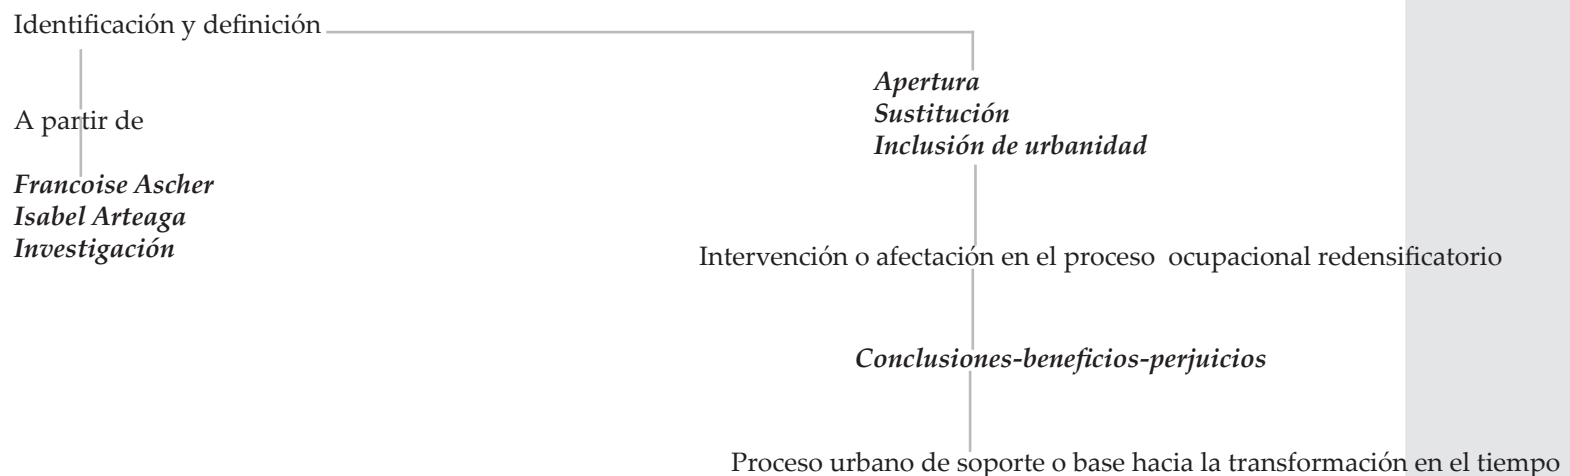 Identificación y definición
A partir de
Francoise Ascher
Isabel Arteaga
Investigación
Apertura
Sustitución
Inclusión de urbanidad
Intervención o afectación en el proceso ocupacional redensificatorio
Conclusiones-beneficios-perjuicios
Proceso urbano de soporte o base hacia la transformación en el tiempo